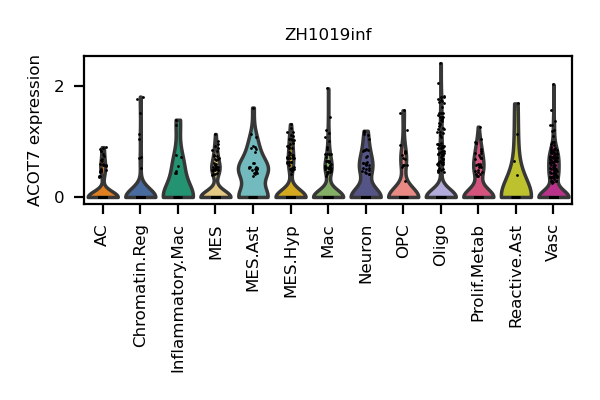 ZH1019inf
ACOT7 expression
2
0
AC
Chromatin.Reg
Inflammatory.Mac
MES
MES.Ast
MES.Hyp
Mac
Neuron
OPC
Oligo
Prolif.Metab
Reactive.Ast
Vasc